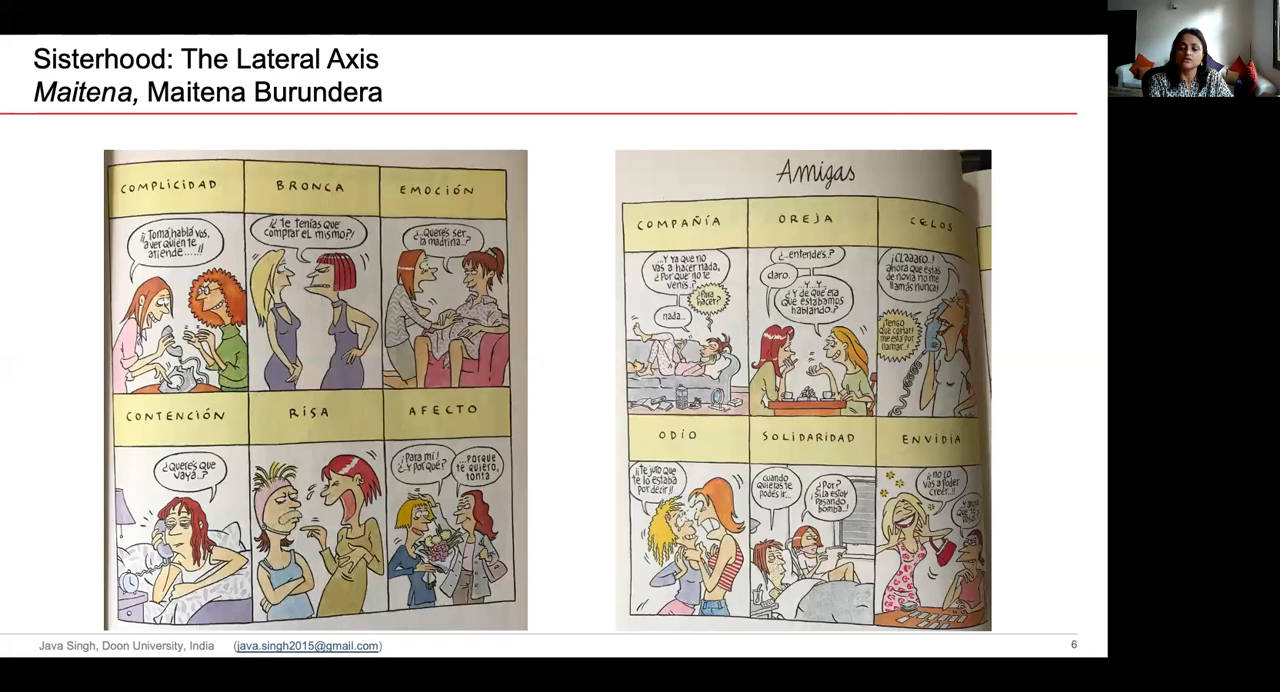 Sisterhood: The Lateral Axis
Maitena, Maitena Burundera
COMPLICIDAD
BRONCA
EMOCIÓN
¡¡Tomá, hablá vos,
a ver quién te
atiende.....!!
¿¿te tenías que
comprar el mismo?!
¿...Querés ser
la madrina...?
CONTENCIÓN
RISA
AFECTO
¿Querés que
vaya...?
¿Para mí!
¿..Y por qué?
...porque
te quiero,
tonta
Amigas
COMPAÑÍA
OREJA
CELOS
...Y ya que no
vas a hacer nada,
¿Por qué no te
venís..?
¿Para
hacer?
nada...
¿...entendés..?
claro..
...Y...Y...
¿Y de qué era
que estábamos
hablando..?
¡CLAAARO..!
ahora que estás
de novia no me
llamás nunca!
¡Tengo
que cortar!
me está por
llamar..!
ODIO
SOLIDARIDAD
ENVIDIA
¡¡Te juro que
te lo estaba
por decir!!
cuando
quieras te
podés ir...
¿Por?
¡Si la estoy
pasando
bomba..!
¡¡no lo
vas a poder
creer..!!
Java Singh, Doon University, India (java.singh2015@gmail.com)
6